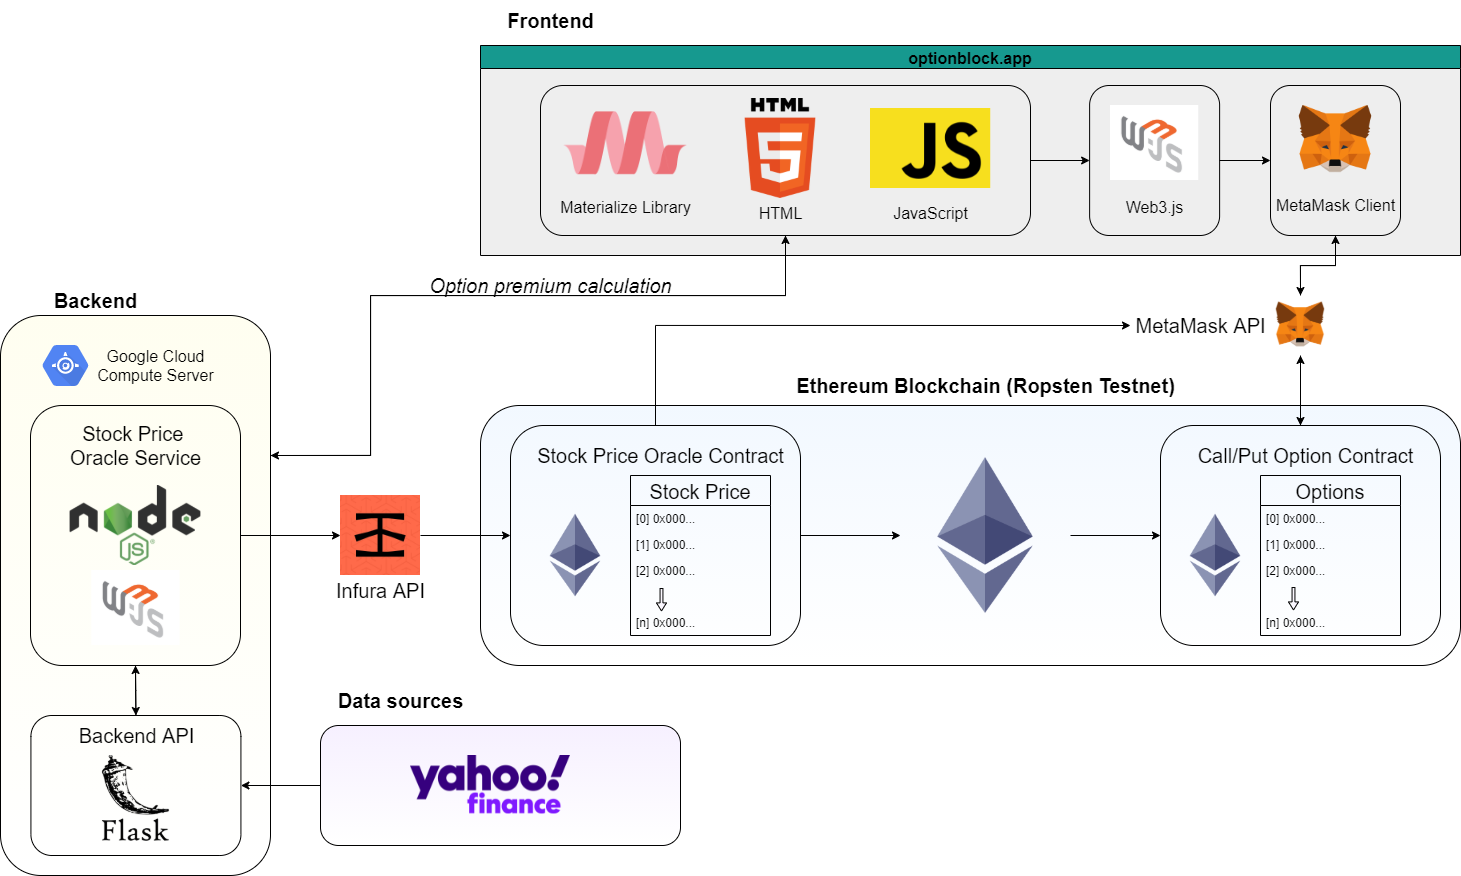 Frontend
optionblock.app
HTML
5
JS
W3JS
Materialize Library
HTML
JavaScript
Web3.js
MetaMask Client
Option premium calculation
Backend
MetaMask API
Google Cloud
Compute Server
Ethereum Blockchain (Ropsten Testnet)
Stock Price
Oracle Service
node
JS
W3JS
Infura API
Stock Price Oracle Contract
Stock Price
[0] 0x000...
[1] 0x000...
[2] 0x000...
[n] 0x000...
Call/Put Option Contract
Options
[0] 0x000...
[1] 0x000...
[2] 0x000...
[n] 0x000...
Data sources
Backend API
Flask
yahoo!
finance